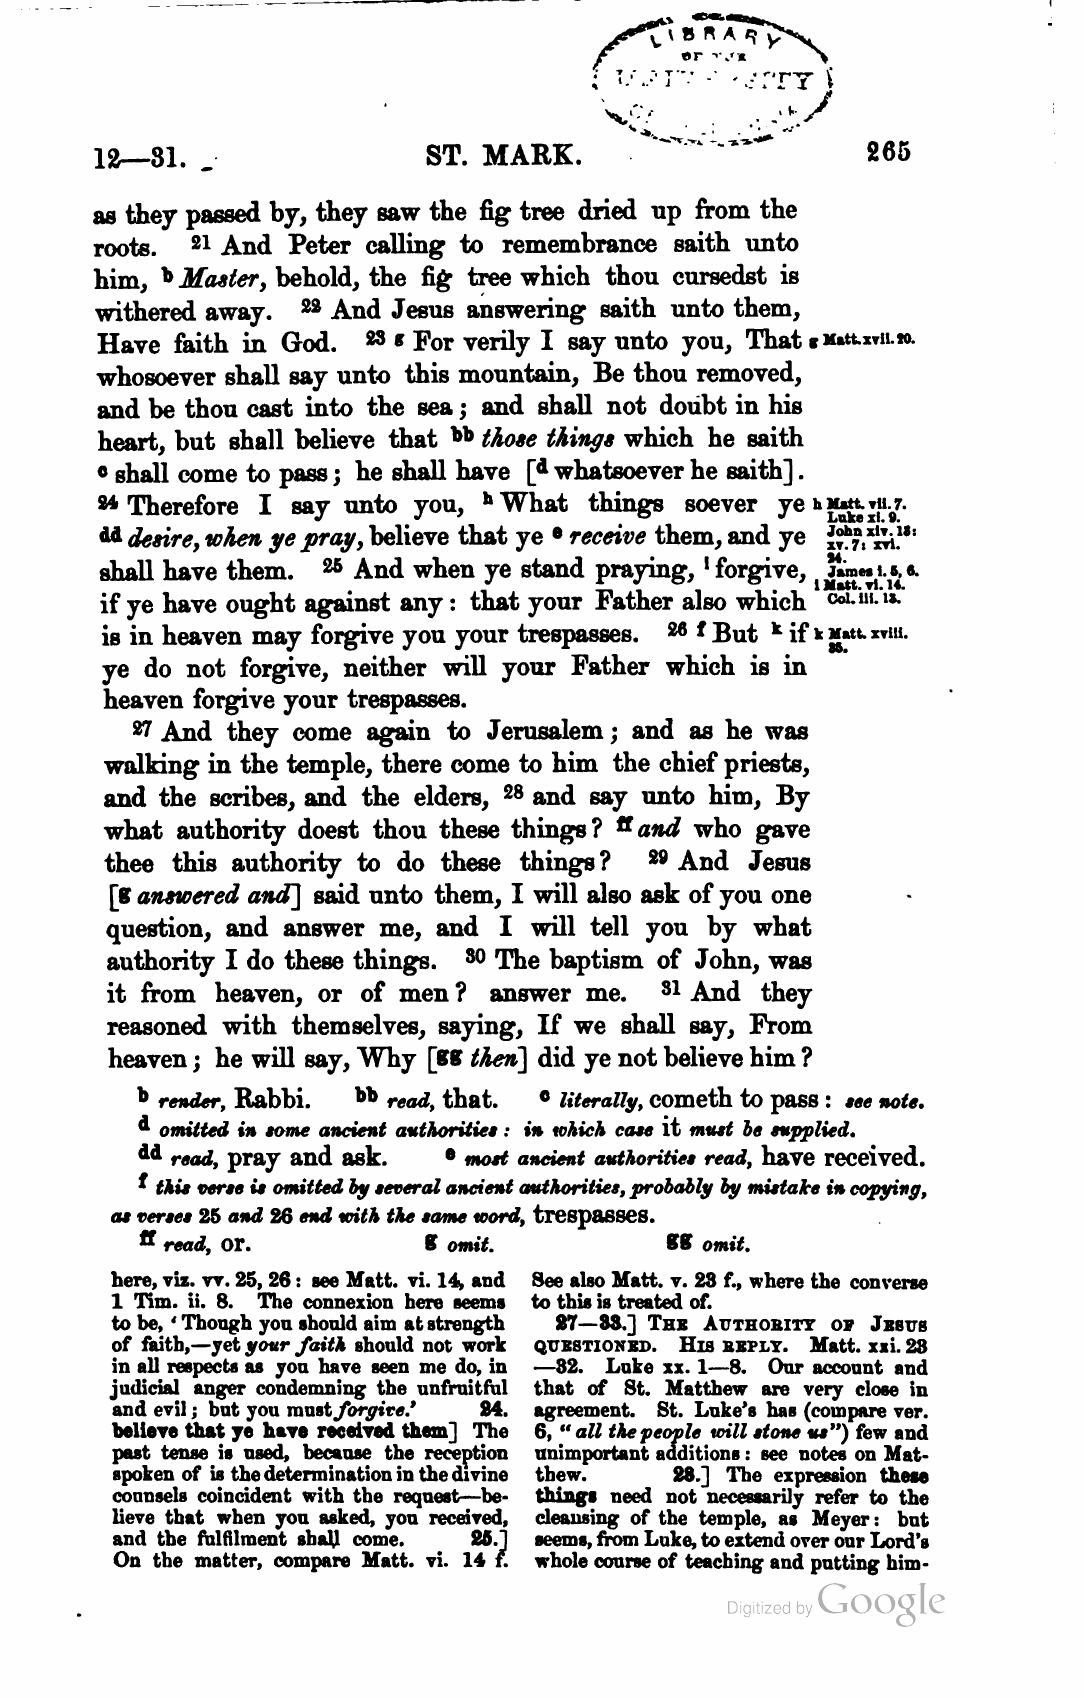 LIBRARY
OF THE
12—31.
ST. MARK.
265
as they passed by, they saw the fig tree dried up from the
roots. 21 And Peter calling to remembrance saith unto
him, b Master, behold, the fig tree which thou cursedst is
withered away. 22 And Jesus answering saith unto them,
Have faith in God. 23 g For verily I say unto you, That
whosoever shall say unto this mountain, Be thou removed,
and be thou cast into the sea; and shall not doubt in his
heart, but shall believe that bb those things which he saith
c shall come to pass; he shall have [d whatsoever he saith].
24 Therefore I say unto you, h What things soever ye
dd desire, when ye pray, believe that ye e receive them, and ye
shall have them. 25 And when ye stand praying, i forgive,
if ye have ought against any: that your Father also which
is in heaven may forgive you your trespasses. 26 f But k if
ye do not forgive, neither will your Father which is in
heaven forgive your trespasses.
27 And they come again to Jerusalem; and as he was
walking in the temple, there come to him the chief priests,
and the scribes, and the elders, 28 and say unto him, By
what authority doest thou these things? ff and who gave
thee this authority to do these things? 29 And Jesus
[g answered and] said unto them, I will also ask of you one
question, and answer me, and I will tell you by what
authority I do these things. 30 The baptism of John, was
it from heaven, or of men? answer me. 31 And they
reasoned with themselves, saying, If we shall say, From
heaven; he will say, Why [gg then] did ye not believe him?
g Matt. xvii. 20.
h Matt. vii. 7.
Luke xi. 9.
John xiv. 13:
xv. 7: xvi.
24.
James i. 5, 6.
i Matt. vi. 14.
Col. iii. 13.
k Matt. xviii.
35.
b render, Rabbi. bb read, that. c literally, cometh to pass: see note.
d omitted in some ancient authorities: in which case it must be supplied.
dd read, pray and ask. e most ancient authorities read, have received.
f this verse is omitted by several ancient authorities, probably by mistake in copying,
as verses 25 and 26 end with the same word, trespasses.
ff read, or. g omit. gg omit.
here, viz. vv. 25, 26: see Matt. vi. 14, and
1 Tim. ii. 8. The connexion here seems
to be, ‘Though you should aim at strength
of faith,—yet your faith should not work
in all respects as you have seen me do, in
judicial anger condemning the unfruitful
and evil; but you must forgive.’ 24.
believe that ye have received them] The
past tense is used, because the reception
spoken of is the determination in the divine
counsels coincident with the request—be-
lieve that when you asked, you received,
and the fulfilment shall come. 25.]
On the matter, compare Matt. vi. 14 f.
See also Matt. v. 23 f., where the converse
to this is treated of.
27—33.] THE AUTHORITY OF JESUS
QUESTIONED. HIS REPLY. Matt. xxi. 23
—32. Luke xx. 1—8. Our account and
that of St. Matthew are very close in
agreement. St. Luke's has (compare ver.
6, “all the people will stone us”) few and
unimportant additions: see notes on Mat-
thew. 28.] The expression these
things need not necessarily refer to the
cleansing of the temple, as Meyer: but
seems, from Luke, to extend over our Lord's
whole course of teaching and putting him-
Digitized by Google